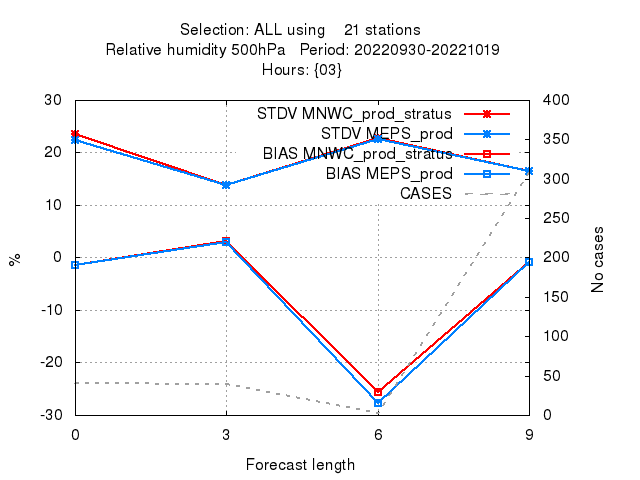 Selection: ALL using 21 stations
Relative humidity 500hPa Period: 20220930-20221019
Hours: {03}
STDV MNWC_prod_stratus
STDV MEPS_prod
BIAS MNWC_prod_stratus
BIAS MEPS_prod
CASES
30
20
10
0
-10
-20
-30
%
400
350
300
250
200
150
100
50
0
No cases
0 3 6 9
Forecast length